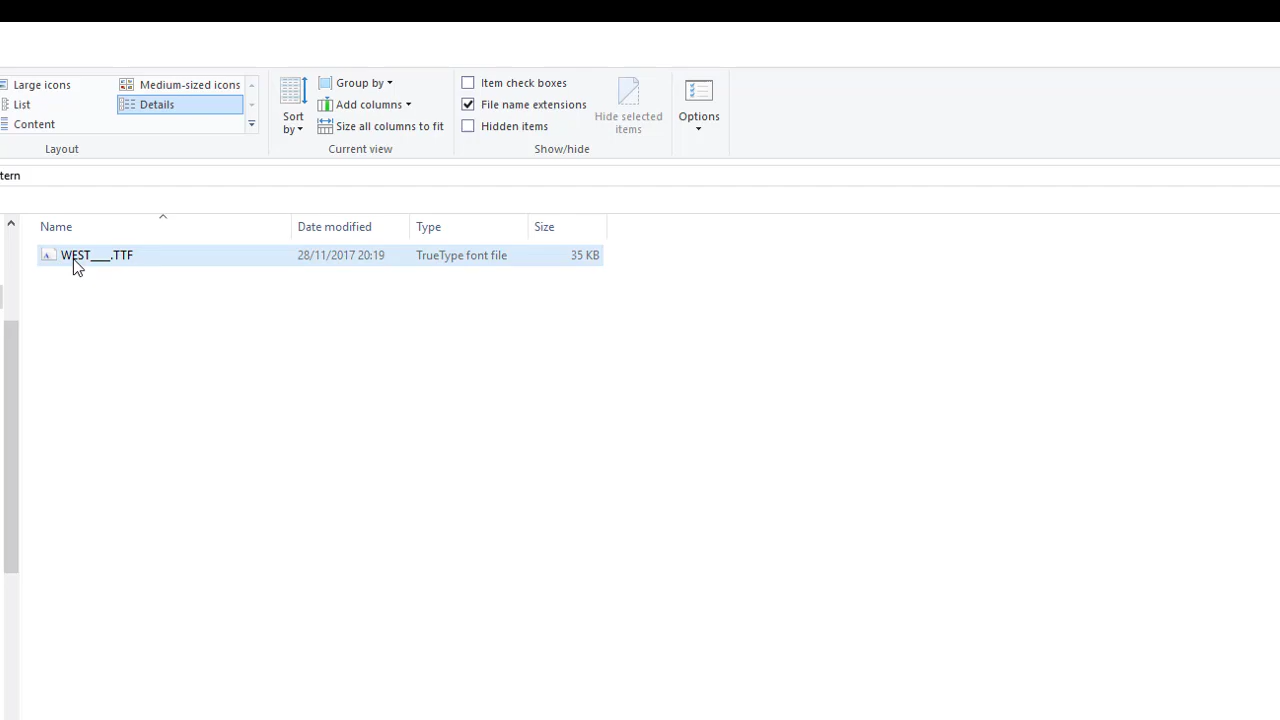 Large icons
Medium-sized icons
List
Details
Content
Layout
Sort by
Group by
Add columns
Size all columns to fit
Current view
Item check boxes
File name extensions
Hidden items
Hide selected items
Show/hide
Options
tern
Name Date modified Type Size
WEST____.TTF 28/11/2017 20:19 TrueType font file 35 KB